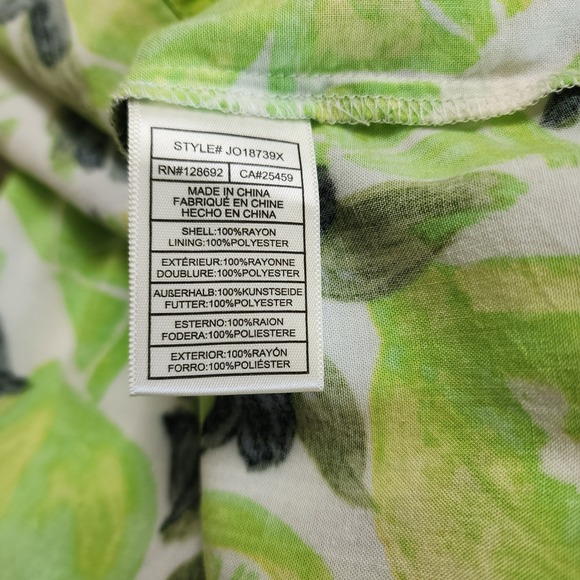 STYLE# JO18739X
RN#128692 CA#25459
MADE IN CHINA
FABRIQUÉ EN CHINE
HECHO EN CHINA
SHELL:100%RAYON
LINING:100%POLYESTER
EXTÉRIEUR:100%RAYONNE
DOUBLURE:100%POLYESTER
AUßERHALB:100%KUNSTSEIDE
FUTTER:100%POLYESTER
ESTERNO:100%RAION
FODERA:100%POLIESTERE
EXTERIOR:100%RAYÓN
FORRO:100%POLIÉSTER